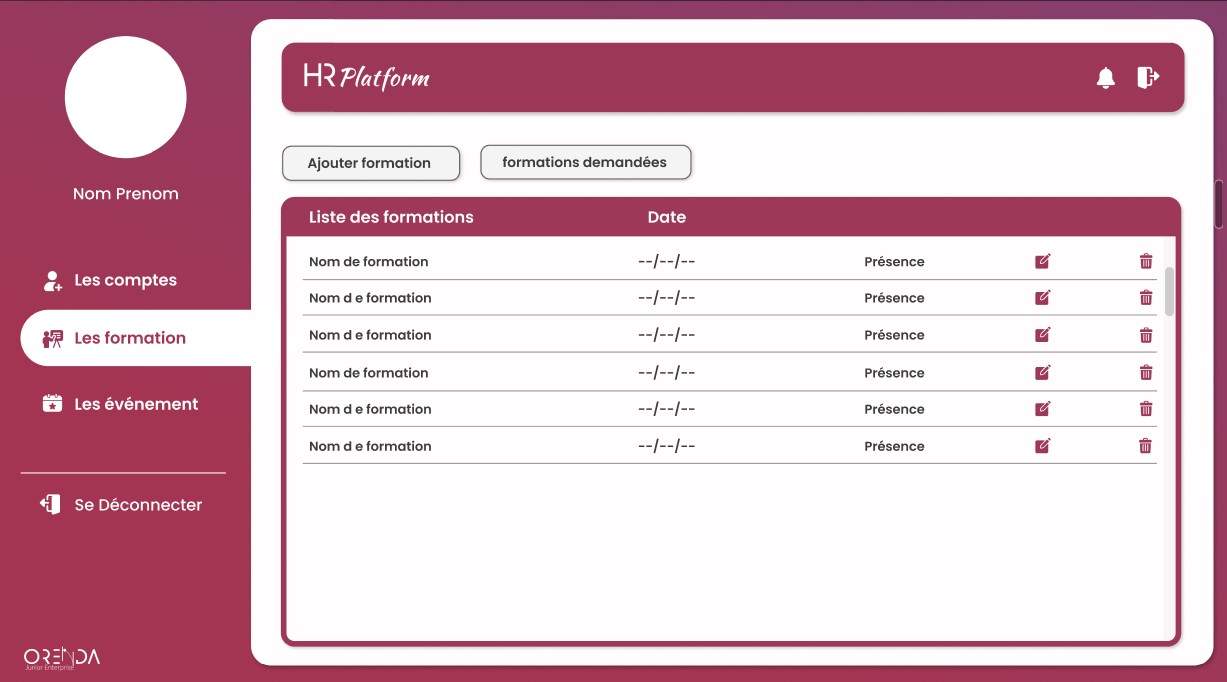 HR Platform
Nom Prenom
Les comptes
Les formation
Les événement
Se Déconnecter
ORENDA
Junior Enterprise
Ajouter formation
formations demandées
Liste des formations Date
Nom de formation --/--/-- Présence
Nom d e formation --/--/-- Présence
Nom d e formation --/--/-- Présence
Nom de formation --/--/-- Présence
Nom d e formation --/--/-- Présence
Nom d e formation --/--/-- Présence